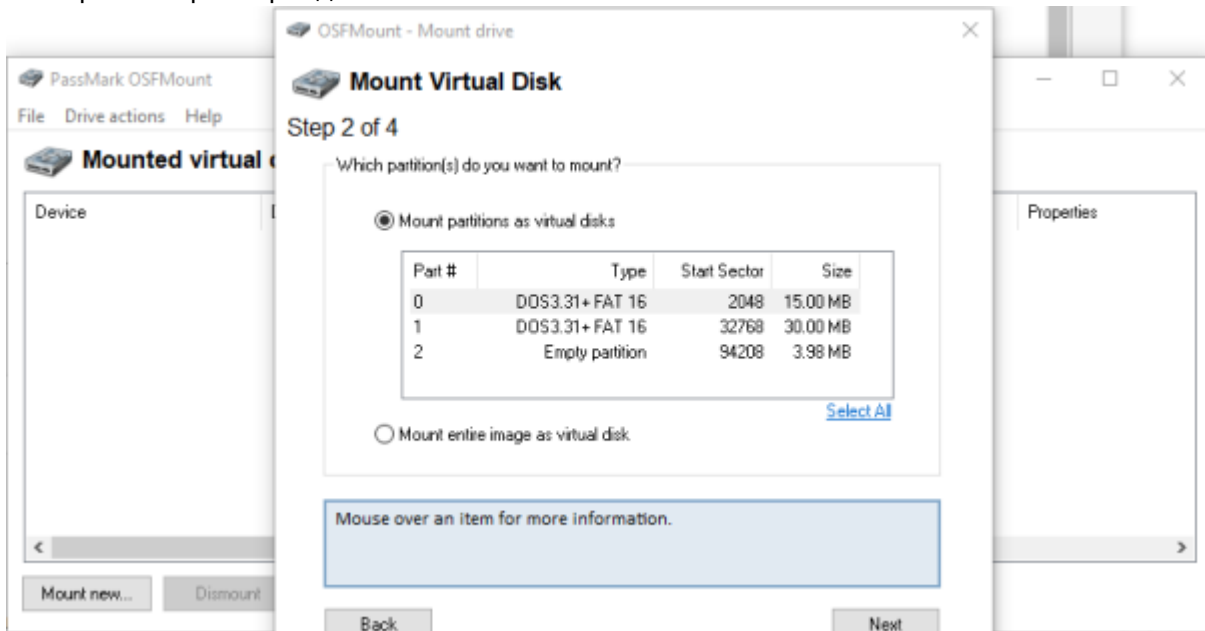 OSFMount - Mount drive
PassMark OSFMount
File Drive actions Help
Mounted virtual
Mount Virtual Disk
Step 2 of 4
Which partition(s) do you want to mount?
Device
Properties
Mount partitions as virtual disks
Part # Type Start Sector Size
0 DOS3.31+ FAT 16 2048 15.00 MB
1 DOS3.31+ FAT 16 32768 30.00 MB
2 Empty partition 94208 3.98 MB
Select All
Mount entire image as virtual disk
Mouse over an item for more information.
Mount new... Dismount
Back Next